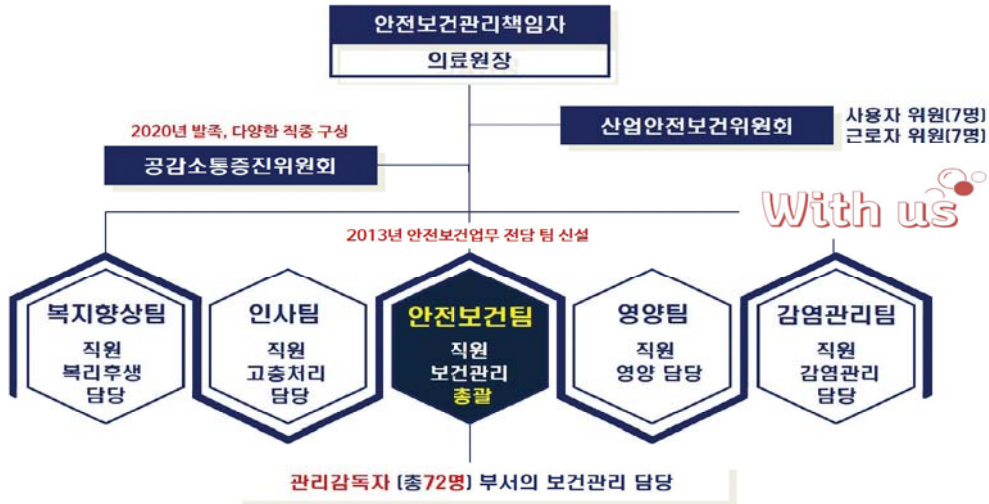 안전보건관리책임자
의료원장
2020년 발족, 다양한 직종 구성
공감소통증진위원회
산업안전보건위원회
사용자 위원(7명)
근로자 위원(7명)
With us
2013년 안전보건업무 전담 팀 신설
복지향상팀
직원
복리후생
담당
인사팀
직원
고충처리
담당
안전보건팀
직원
보건관리
총괄
영양팀
직원
영양 담당
감염관리팀
직원
감염관리
담당
관리감독자 (총72명) 부서의 보건관리 담당